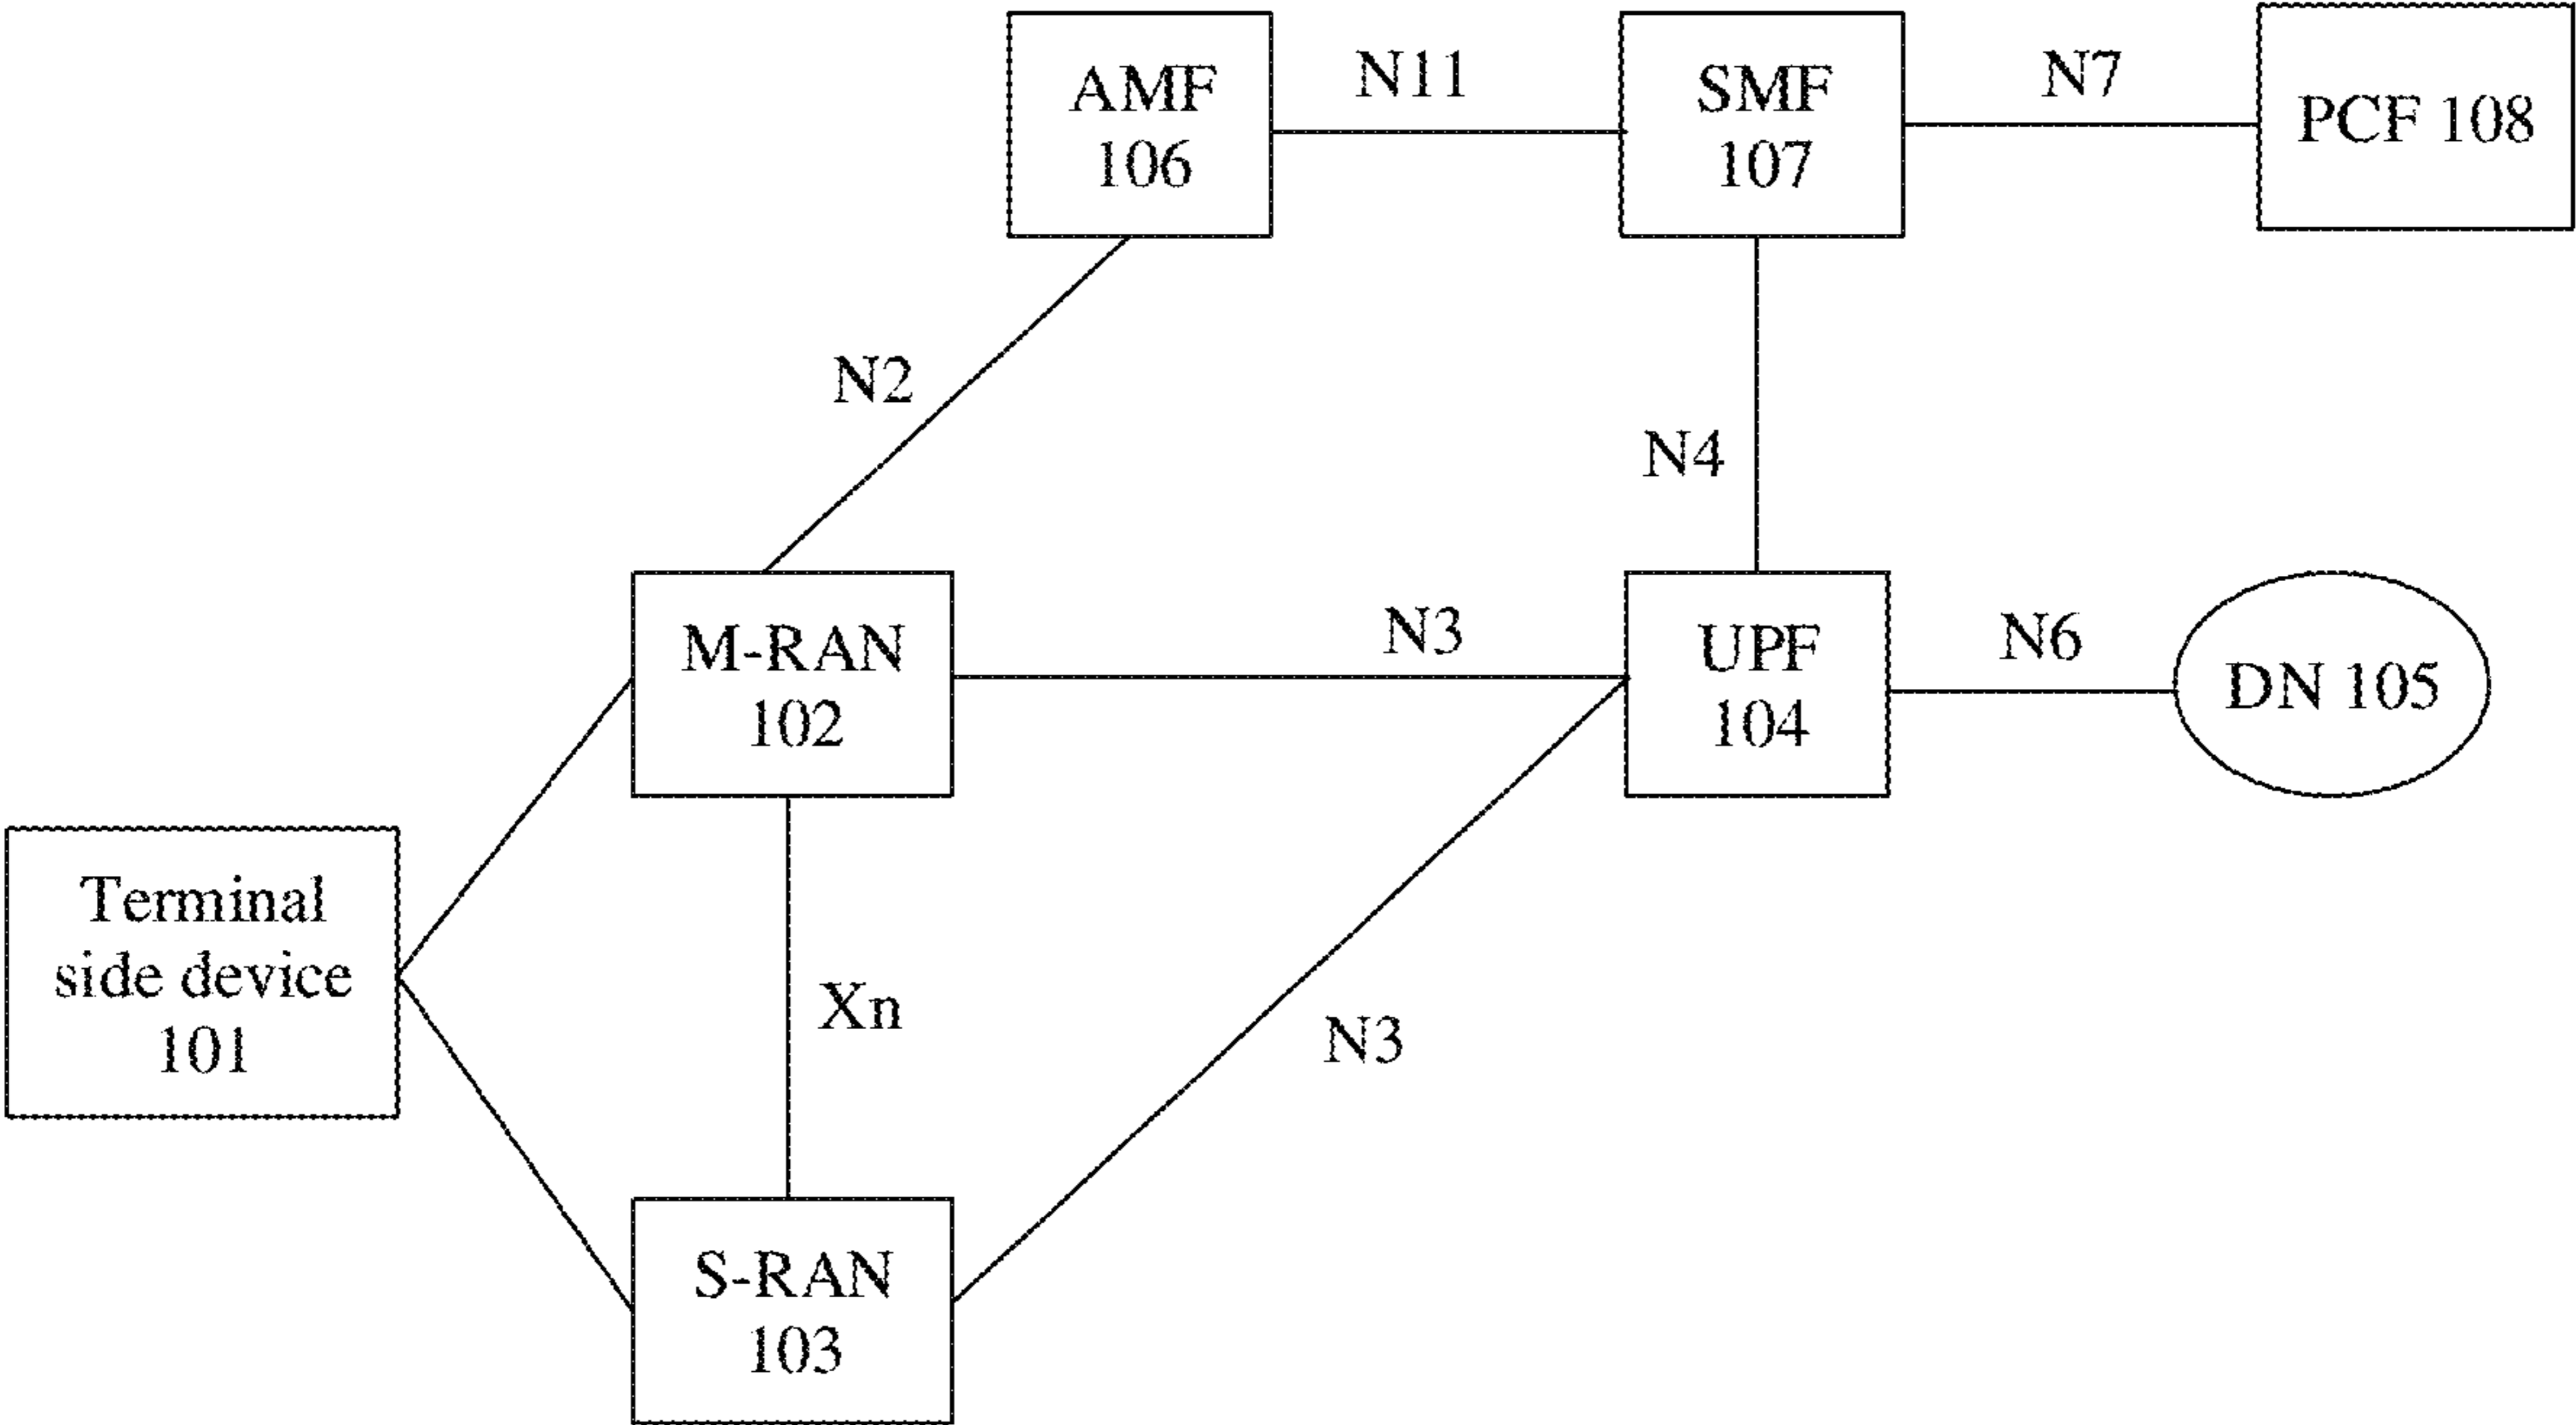 AMF
106
N11
SMF
107
N7
PCF 108
N2
N4
M-RAN
102
N3
UPF
104
N6
DN 105
Terminal
side device
101
Xn
N3
S-RAN
103